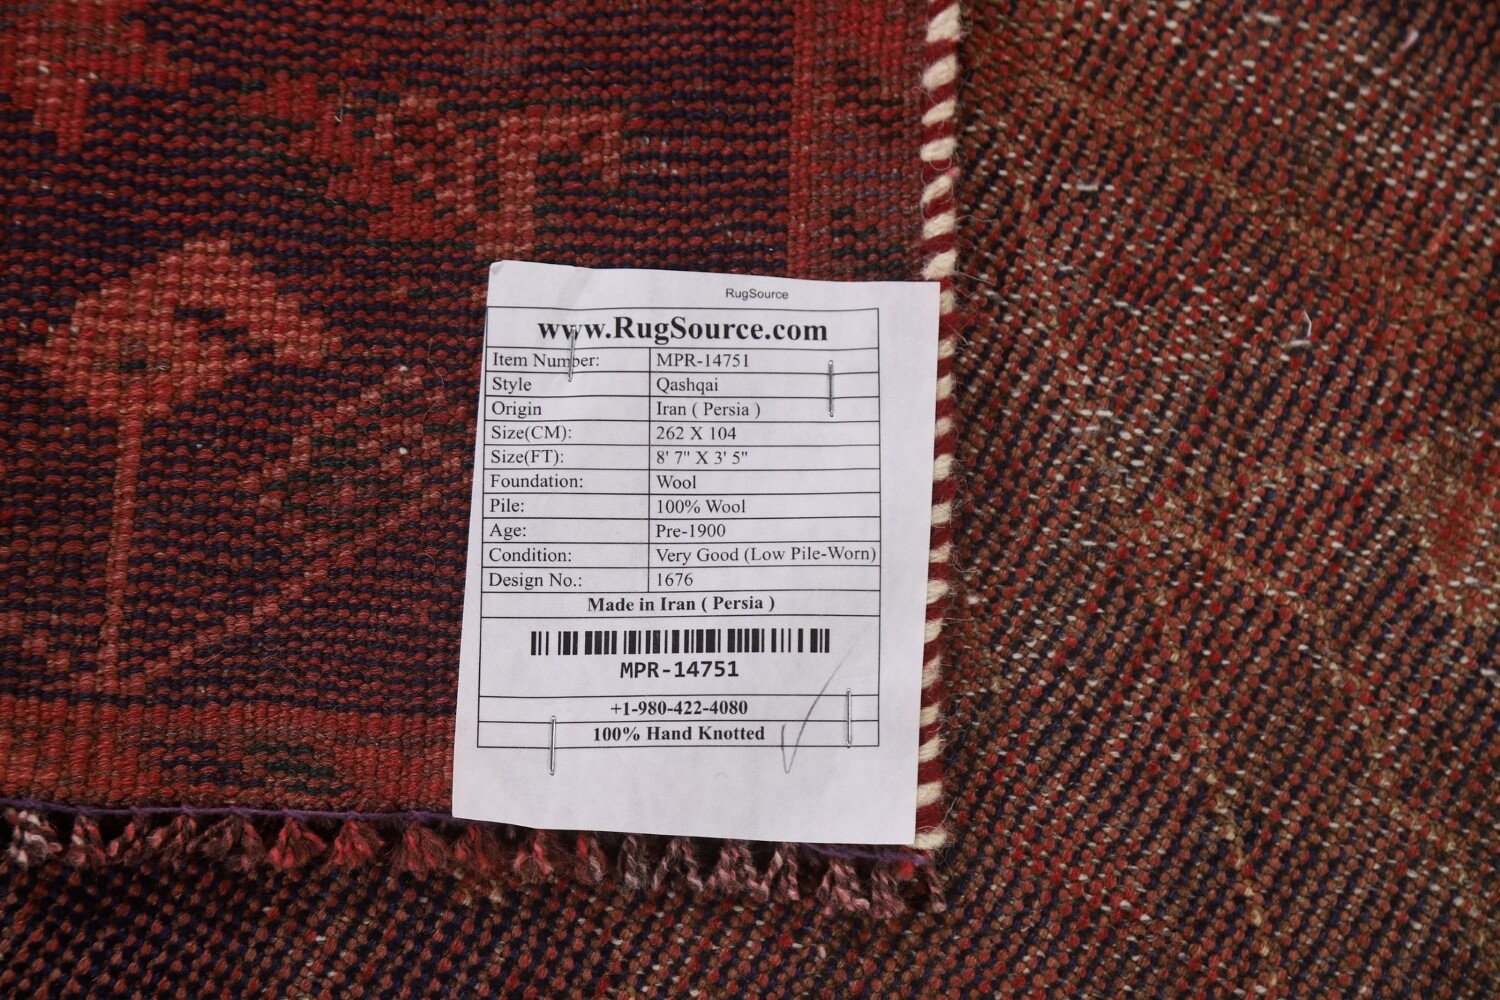 RugSource
www.RugSource.com
Item Number: MPR-14751
Style Qashqai
Origin Iran ( Persia )
Size(CM): 262 X 104
Size(FT): 8' 7" X 3' 5"
Foundation: Wool
Pile: 100% Wool
Age: Pre-1900
Condition: Very Good (Low Pile-Worn)
Design No.: 1676
Made in Iran ( Persia )
MPR-14751
+1-980-422-4080
100% Hand Knotted